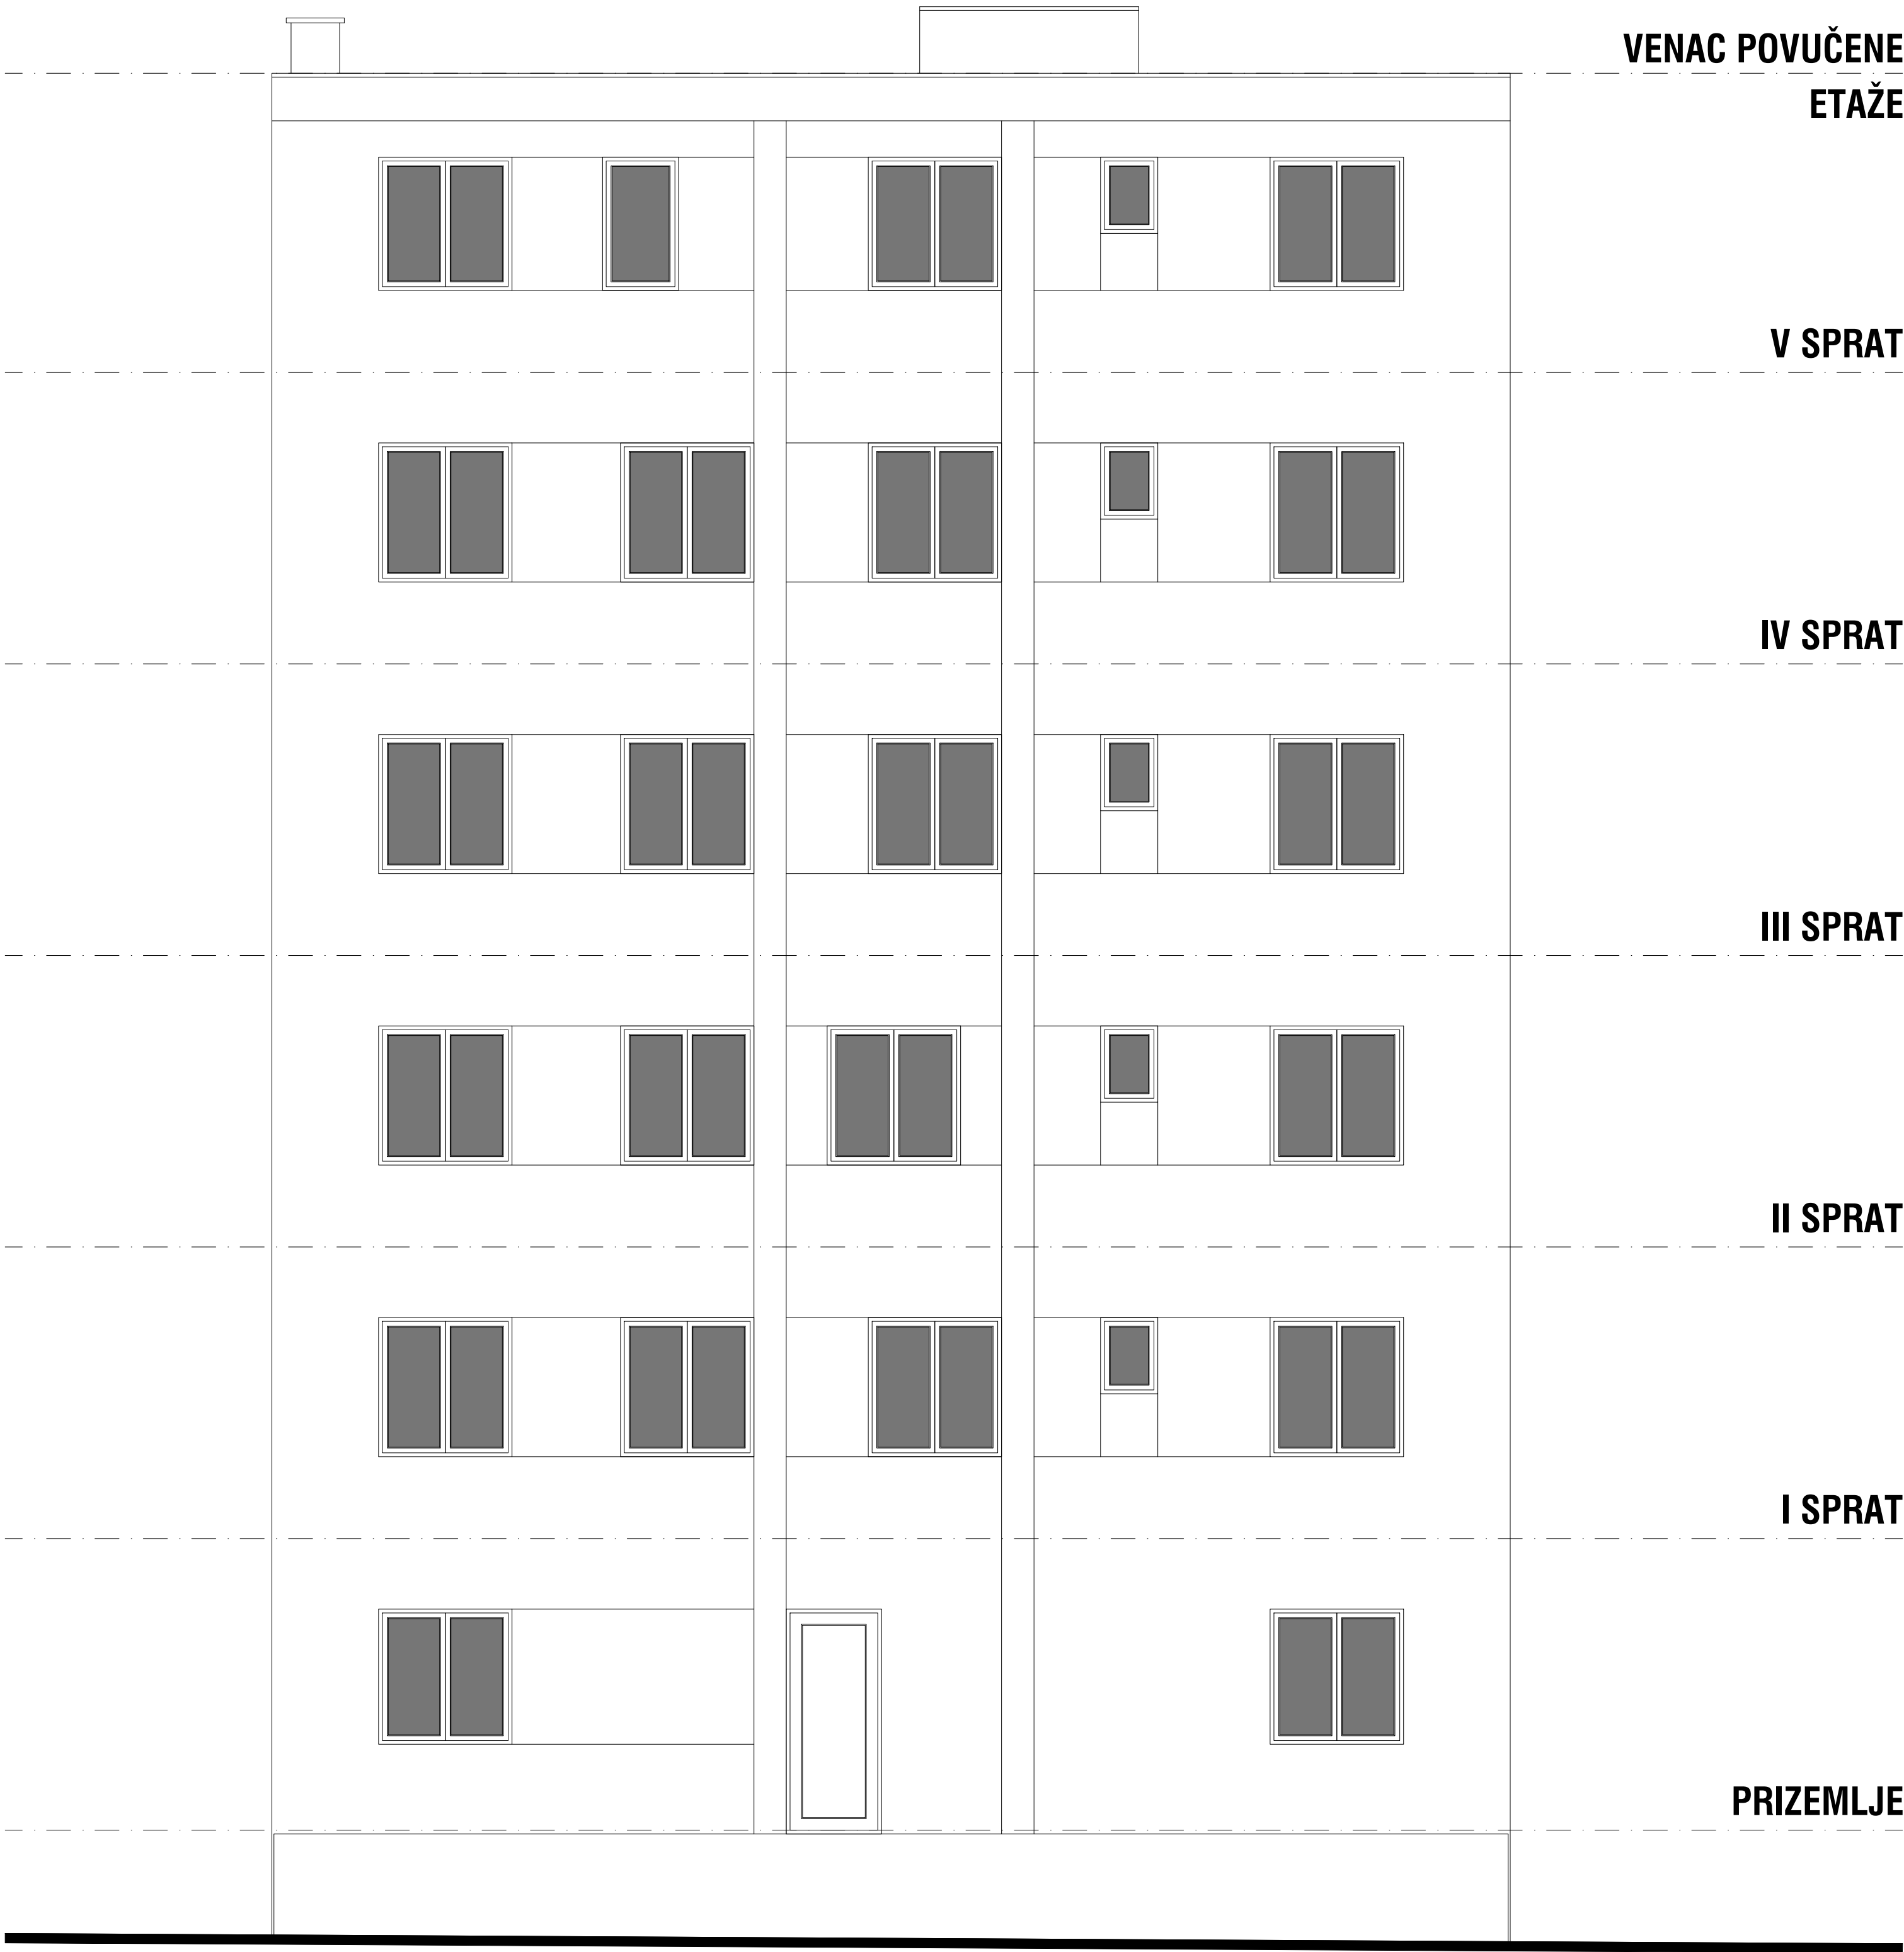 VENAC POVUČENE
ETAŽE
V SPRAT
IV SPRAT
III SPRAT
II SPRAT
I SPRAT
PRIZEMLJE